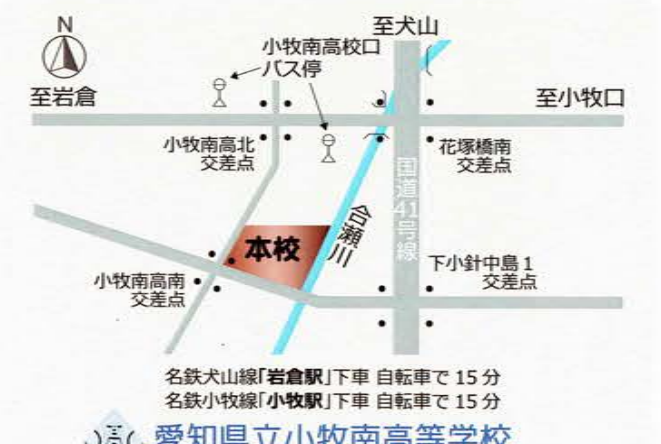 N
至犬山
小牧南高校口
バス停
至岩倉
至小牧口
小牧南高北
交差点
花塚橋南
交差点
国道41号線
合瀬川
本校
小牧南高南
交差点
下小針中島1
交差点
名鉄犬山線「岩倉駅」下車 自転車で15分
名鉄小牧線「小牧駅」下車 自転車で15分
愛知県立小牧南高等学校